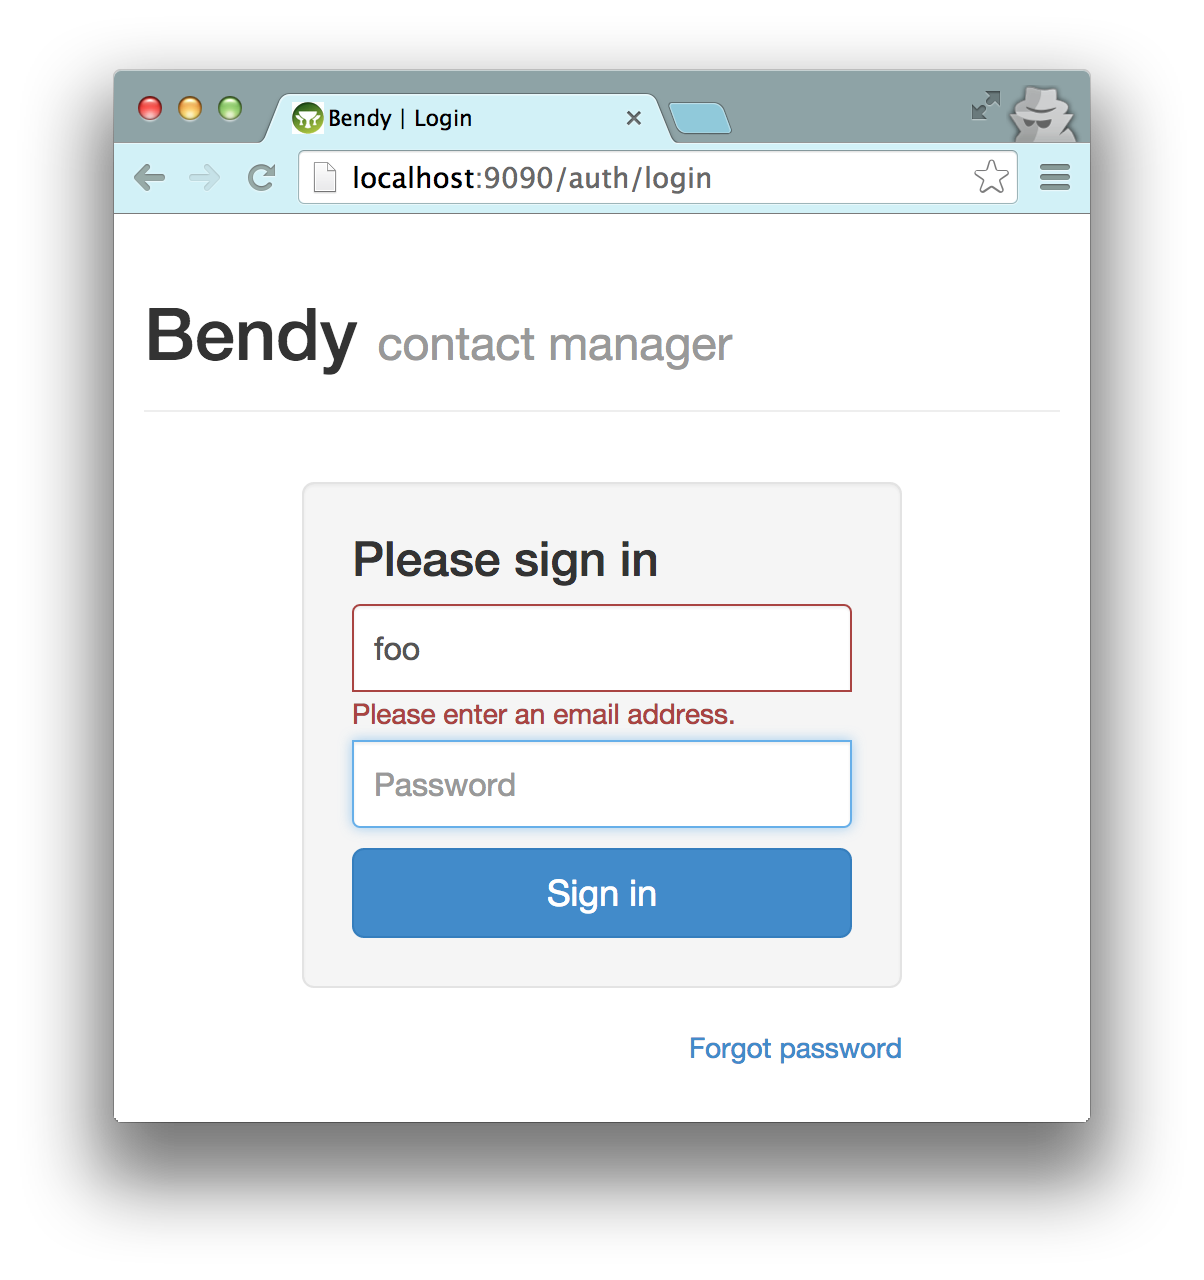 Bendy | Login
localhost:9090/auth/login
Bendy contact manager
Please sign in
foo
Please enter an email address.
Password
Sign in
Forgot password